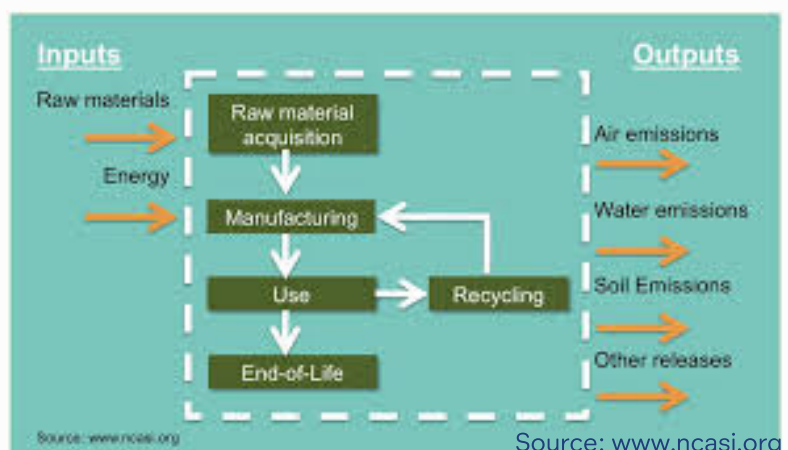 Inputs
Outputs
Raw materials
Energy
Raw material
acquisition
Manufacturing
Use
Recycling
End-of-Life
Air emissions
Water emissions
Soil Emissions
Other releases
Source: www.ncasi.org
Source: www.ncasi.org